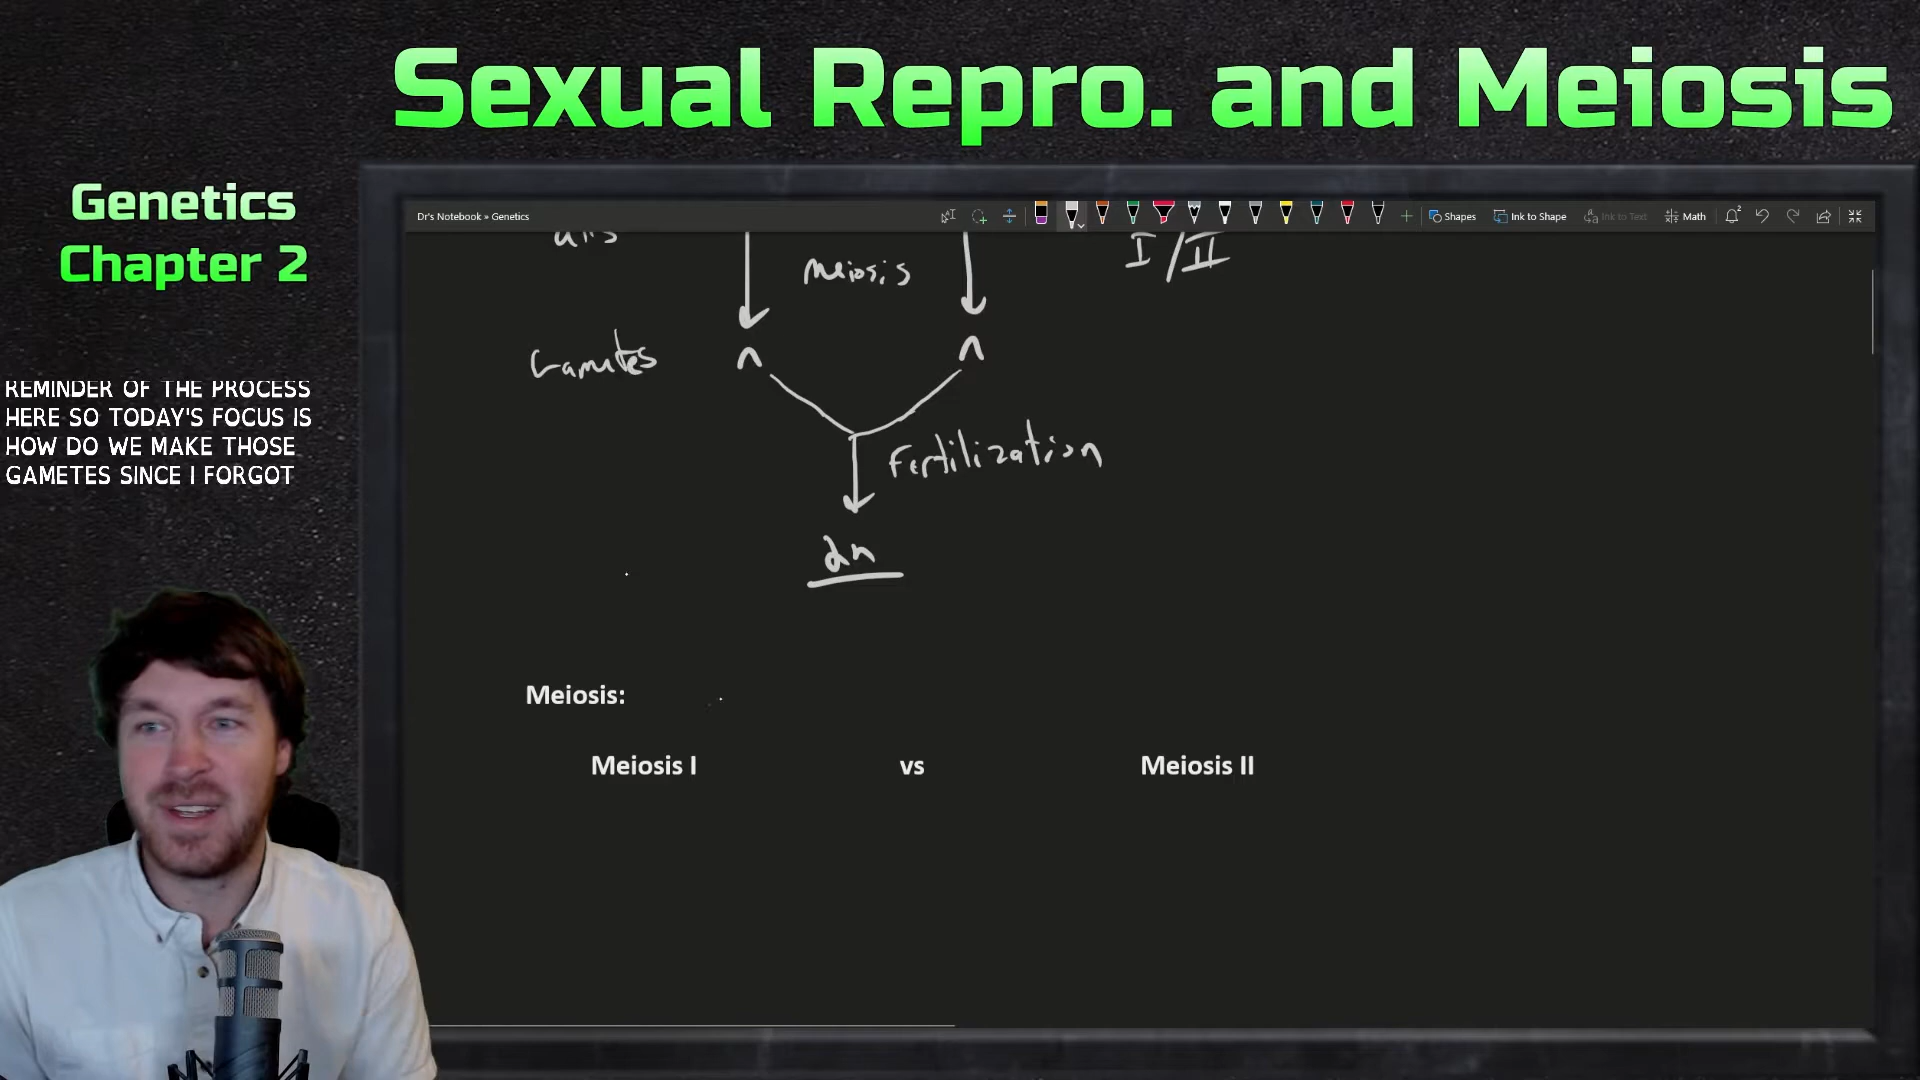 Sexual Repro. and Meiosis
Genetics
Chapter 2
REMINDER OF THE PROCESS
HERE SO TODAY'S FOCUS IS
HOW DO WE MAKE THOSE
GAMETES SINCE I FORGOT
Dr's Notebook » Genetics
Shapes
Ink to Shape
Ink to Text
Math
2
I/II
Meiosis
Gametes
n
n
Fertilization
2n
Meiosis:
Meiosis I vs Meiosis II